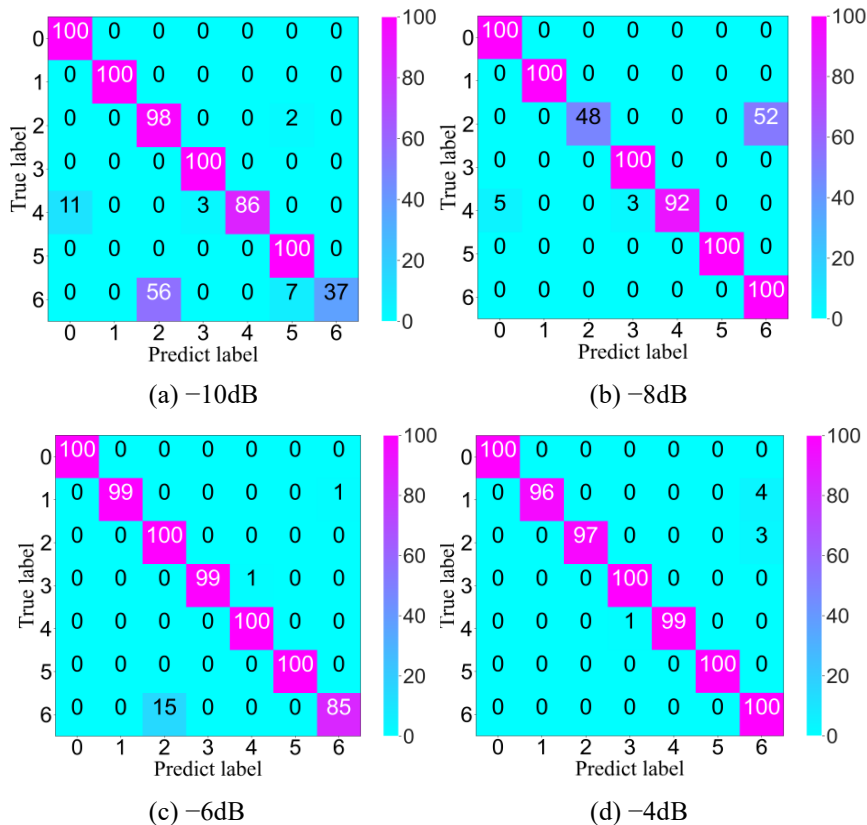 0 100 0 0 0 0 0 0 100
1 0 100 0 0 0 0 0 80
2 0 0 98 0 0 2 0
3 0 0 0 100 0 0 0 60
4 11 0 0 3 86 0 0 40
5 0 0 0 0 0 100 0 20
6 0 0 56 0 0 7 37 0
0 1 2 3 4 5 6
True label
Predict label
(a) −10dB
0 100 0 0 0 0 0 0 100
1 0 100 0 0 0 0 0 80
2 0 0 48 0 0 0 52
3 0 0 0 100 0 0 0 60
4 5 0 0 3 92 0 0 40
5 0 0 0 0 0 100 0 20
6 0 0 0 0 0 0 100 0
0 1 2 3 4 5 6
True label
Predict label
(b) −8dB
0 100 0 0 0 0 0 0 100
1 0 99 0 0 0 0 1 80
2 0 0 100 0 0 0 0
3 0 0 0 99 1 0 0 60
4 0 0 0 0 100 0 0 40
5 0 0 0 0 0 100 0 20
6 0 0 15 0 0 0 85 0
0 1 2 3 4 5 6
True label
Predict label
(c) −6dB
0 100 0 0 0 0 0 0 100
1 0 96 0 0 0 0 4 80
2 0 0 97 0 0 0 3
3 0 0 0 100 0 0 0 60
4 0 0 0 1 99 0 0 40
5 0 0 0 0 0 100 0 20
6 0 0 0 0 0 0 100 0
0 1 2 3 4 5 6
True label
Predict label
(d) −4dB